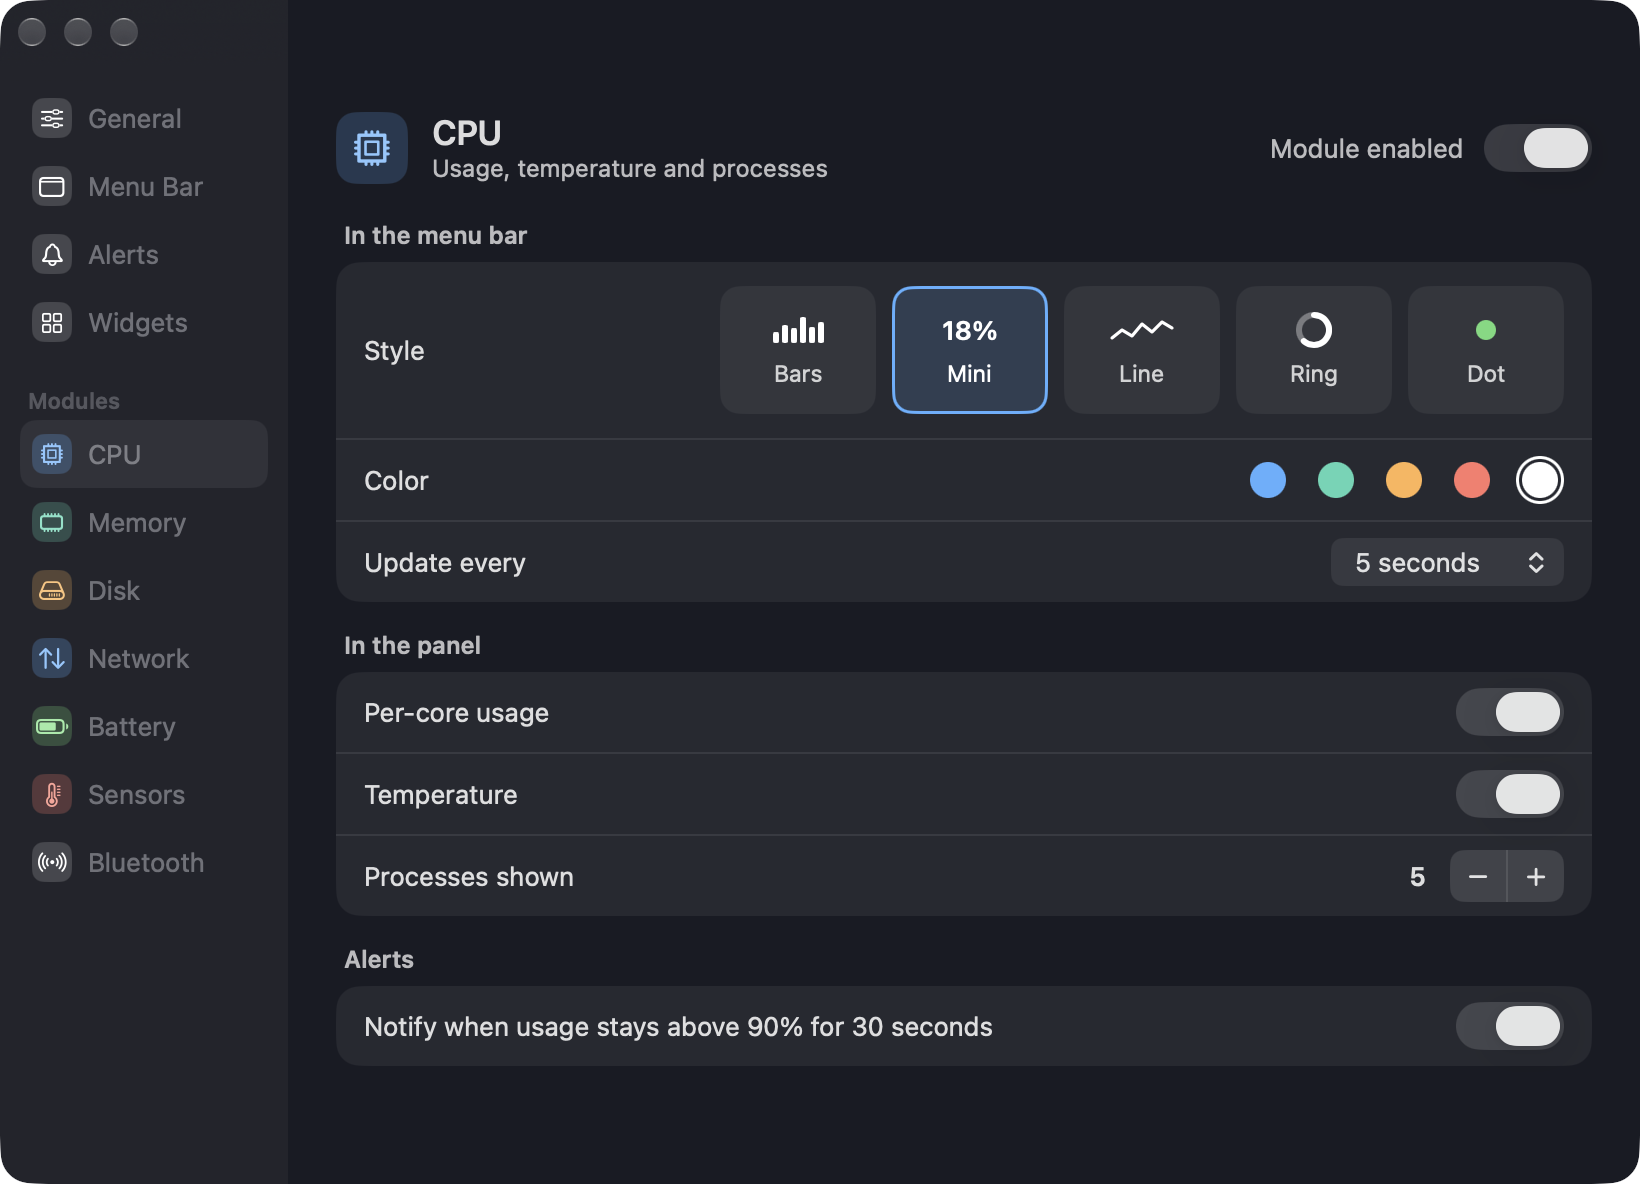 General
Menu Bar
Alerts
Widgets
Modules
CPU
Memory
Disk
Network
Battery
Sensors
Bluetooth
CPU
Usage, temperature and processes
Module enabled
In the menu bar
Style
Bars
18%
Mini
Line
Ring
Dot
Color
Update every
5 seconds
In the panel
Per-core usage
Temperature
Processes shown
5
Alerts
Notify when usage stays above 90% for 30 seconds